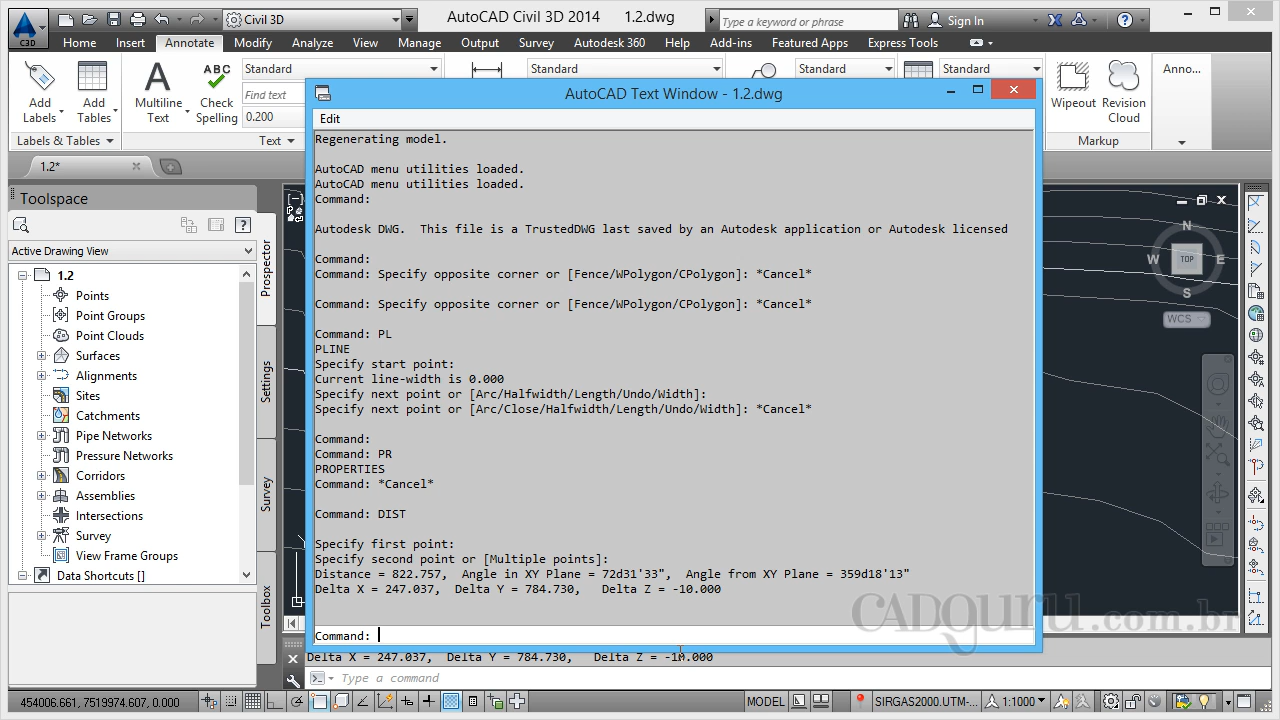 Civil 3D
AutoCAD Civil 3D 2014
1.2.dwg
Type a keyword or phrase
Sign In
C3D
Home
Insert
Annotate
Modify
Analyze
View
Manage
Output
Survey
Autodesk 360
Help
Add-ins
Featured Apps
Express Tools
Add Labels
Add Tables
Labels & Tables
Multiline Text
ABC
Check Spelling
Standard
Find text
0.200
Text
Standard
Standard
Standard
Wipeout
Revision Cloud
Markup
Anno...
1.2*
AutoCAD Text Window - 1.2.dwg
Edit
Regenerating model.
AutoCAD menu utilities loaded.
AutoCAD menu utilities loaded.
Command:
Autodesk DWG.  This file is a TrustedDWG last saved by an Autodesk application or Autodesk licensed
Command:
Command: Specify opposite corner or [Fence/WPolygon/CPolygon]: *Cancel*
Command: Specify opposite corner or [Fence/WPolygon/CPolygon]: *Cancel*
Command: PL
PLINE
Specify start point:
Current line-width is 0.000
Specify next point or [Arc/Halfwidth/Length/Undo/Width]:
Specify next point or [Arc/Close/Halfwidth/Length/Undo/Width]: *Cancel*
Command:
Command: PR
PROPERTIES
Command: *Cancel*
Command: DIST
Specify first point:
Specify second point or [Multiple points]:
Distance = 822.757,  Angle in XY Plane = 72d31'33",  Angle from XY Plane = 359d18'13"
Delta X = 247.037,  Delta Y = 784.730,   Delta Z = -10.000
Command:
Toolspace
Active Drawing View
1.2
Points
Point Groups
Point Clouds
Surfaces
Alignments
Sites
Catchments
Pipe Networks
Pressure Networks
Corridors
Assemblies
Intersections
Survey
View Frame Groups
Data Shortcuts []
Prospector
Settings
Survey
Toolbox
N
W
TOP
E
S
WCS
CADguru.com.br
Delta X = 247.037,  Delta Y = 784.730,   Delta Z = -10.000
Type a command
454006.661, 7519974.607, 0.000
MODEL
SIRGAS2000.UTM-...
1:1000